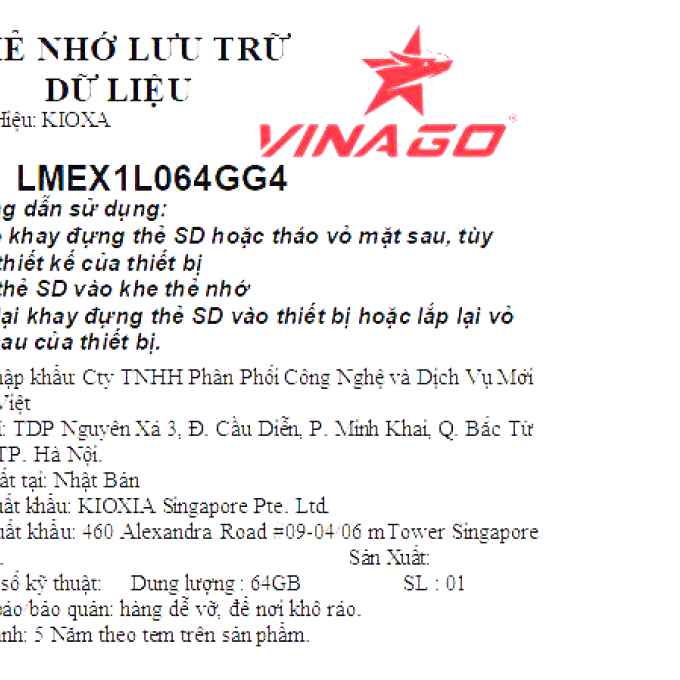 Ẻ NHỚ LƯU TRỮ
DỮ LIỆU
Hiệu: KIOXA
VINAGO
®
LMEX1L064GG4
g dẫn sử dụng:
khay đựng thẻ SD hoặc tháo vỏ mặt sau, tùy
thiết kế của thiết bị
thẻ SD vào khe thẻ nhớ
ại khay đựng thẻ SD vào thiết bị hoặc lắp lại vỏ
au của thiết bị.
hập khẩu: Cty TNHH Phân Phối Công Nghệ và Dịch Vụ Mới
Việt
: TDP Nguyên Xá 3, Đ. Cầu Diễn, P. Minh Khai, Q. Bắc Từ
TP. Hà Nội.
ất tại: Nhật Bản
uất khẩu: KIOXIA Singapore Pte. Ltd
uất khẩu: 460 Alexandra Road #09-04/06 mTower Singapore
. Sản Xuất:
số kỹ thuật: Dung lượng : 64GB SL : 01
báo/bảo quản: hàng dễ vỡ, để nơi khô ráo.
ành: 5 Năm theo tem trên sản phẩm.